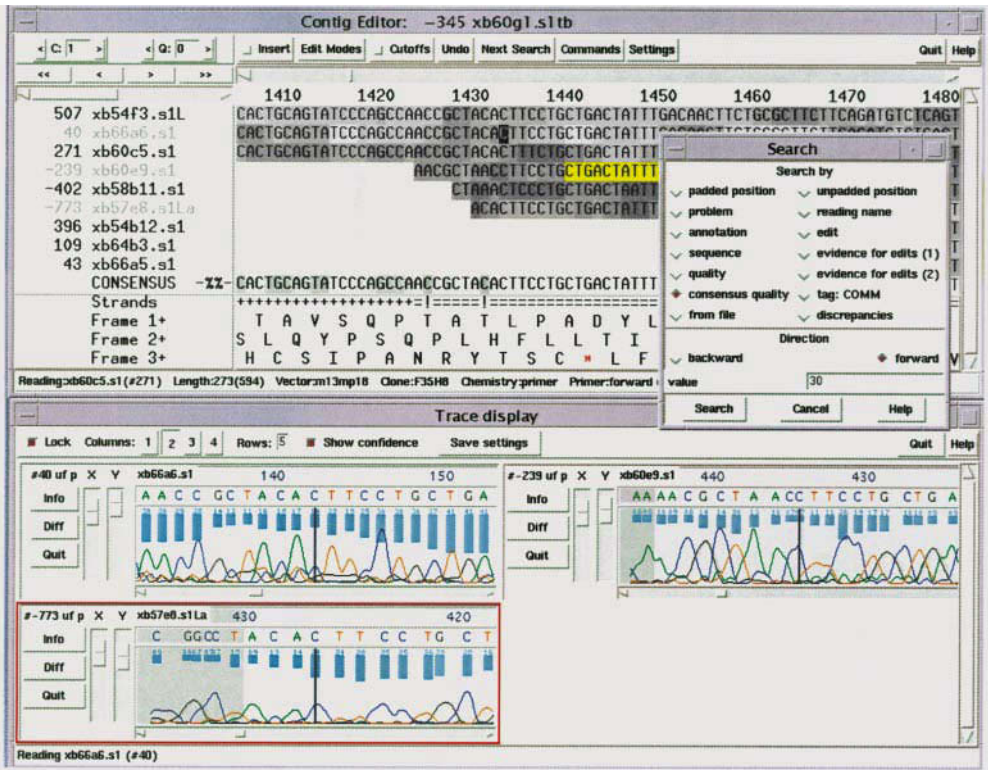 Contig Editor: -345 xb60g1.s1tb
< C: 1 > < Q: 0 > Insert Edit Modes Cutoffs Undo Next Search Commands Settings Quit Help
<< < > >>
1410 1420 1430 1440 1450 1460 1470 1480
507 xb54f3.s1L CACTGCAGTATCCCAGCCAACCGCTACACTTCCTGCTGACTATTTGACAACTTCTGCGCTTCTTCAGATGTCTCAGT
40 xb66a6.s1 CACTGCAGTATCCCAGCCAACCGCTACACTTCCTGCTGACTATTT
271 xb60c5.s1 CACTGCAGTATCCCAGCCAACCGCTACACTTTCTGCTGACTATTT
-239 xb60e9.s1 AACGCTAACCTTCCTGCTGACTATTT
-402 xb58b11.s1 CTAAACTCCCTGCTGACTAATT
-773 xb57e8.s1La ACACTTCCTGCTGACTATTT
396 xb54b12.s1
109 xb64b3.s1
43 xb66a5.s1
CONSENSUS -%%- CACTGCAGTATCCCAGCCAACCGCTACACTTCCTGCTGACTATTT
Strands +++++++++++++++++++=!=====!==================
Frame 1+ T A V S Q P T A T L P A D Y L
Frame 2+ S L Q Y P S Q P L H F L L T I
Frame 3+ H C S I P A N R Y T S C * L F V
Reading:xb60c5.s1(#271) Length:273(594) Vector:m13mp18 Clone:F35H8 Chemistry:primer Primer:forward
Search
Search by
padded position unpadded position
problem reading name
annotation edit
sequence evidence for edits (1)
quality evidence for edits (2)
consensus quality tag: COMM
from file discrepancies
Direction
backward forward
value 30
Search Cancel Help
Trace display
Lock Columns: 1 2 3 4 Rows: 5 Show confidence Save settings Quit Help
#40 uf p X Y xb66a6.s1 140 150
Info A A C C G C T A C A C T T C C T G C T G A
Diff
Quit
#-239 uf p X Y xb60e9.s1 440 430
Info AA AA C G C T A A CC T T C C T G C T G A
Diff
Quit
#-773 uf p X Y xb57e8.s1La 430 420
Info C GG CC T A C A C T T C C T G C T
Diff
Quit
Reading xb66a6.s1 (#40)